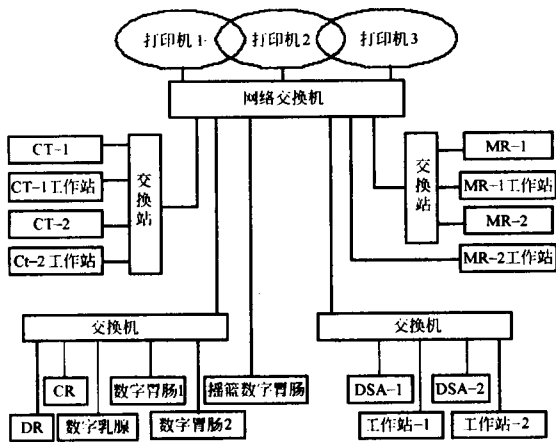 打印机1
打印机2
打印机3
网络交换机
CT-1
CT-1工作站
CT-2
Ct-2工作站
交换站
交换站
MR-1
MR-1工作站
MR-2
MR-2工作站
交换机
交换机
CR
数字胃肠1
摇篮数字胃肠
DSA-1
DSA-2
DR
数字乳腺
数字胃肠2
工作站-1
工作站-2